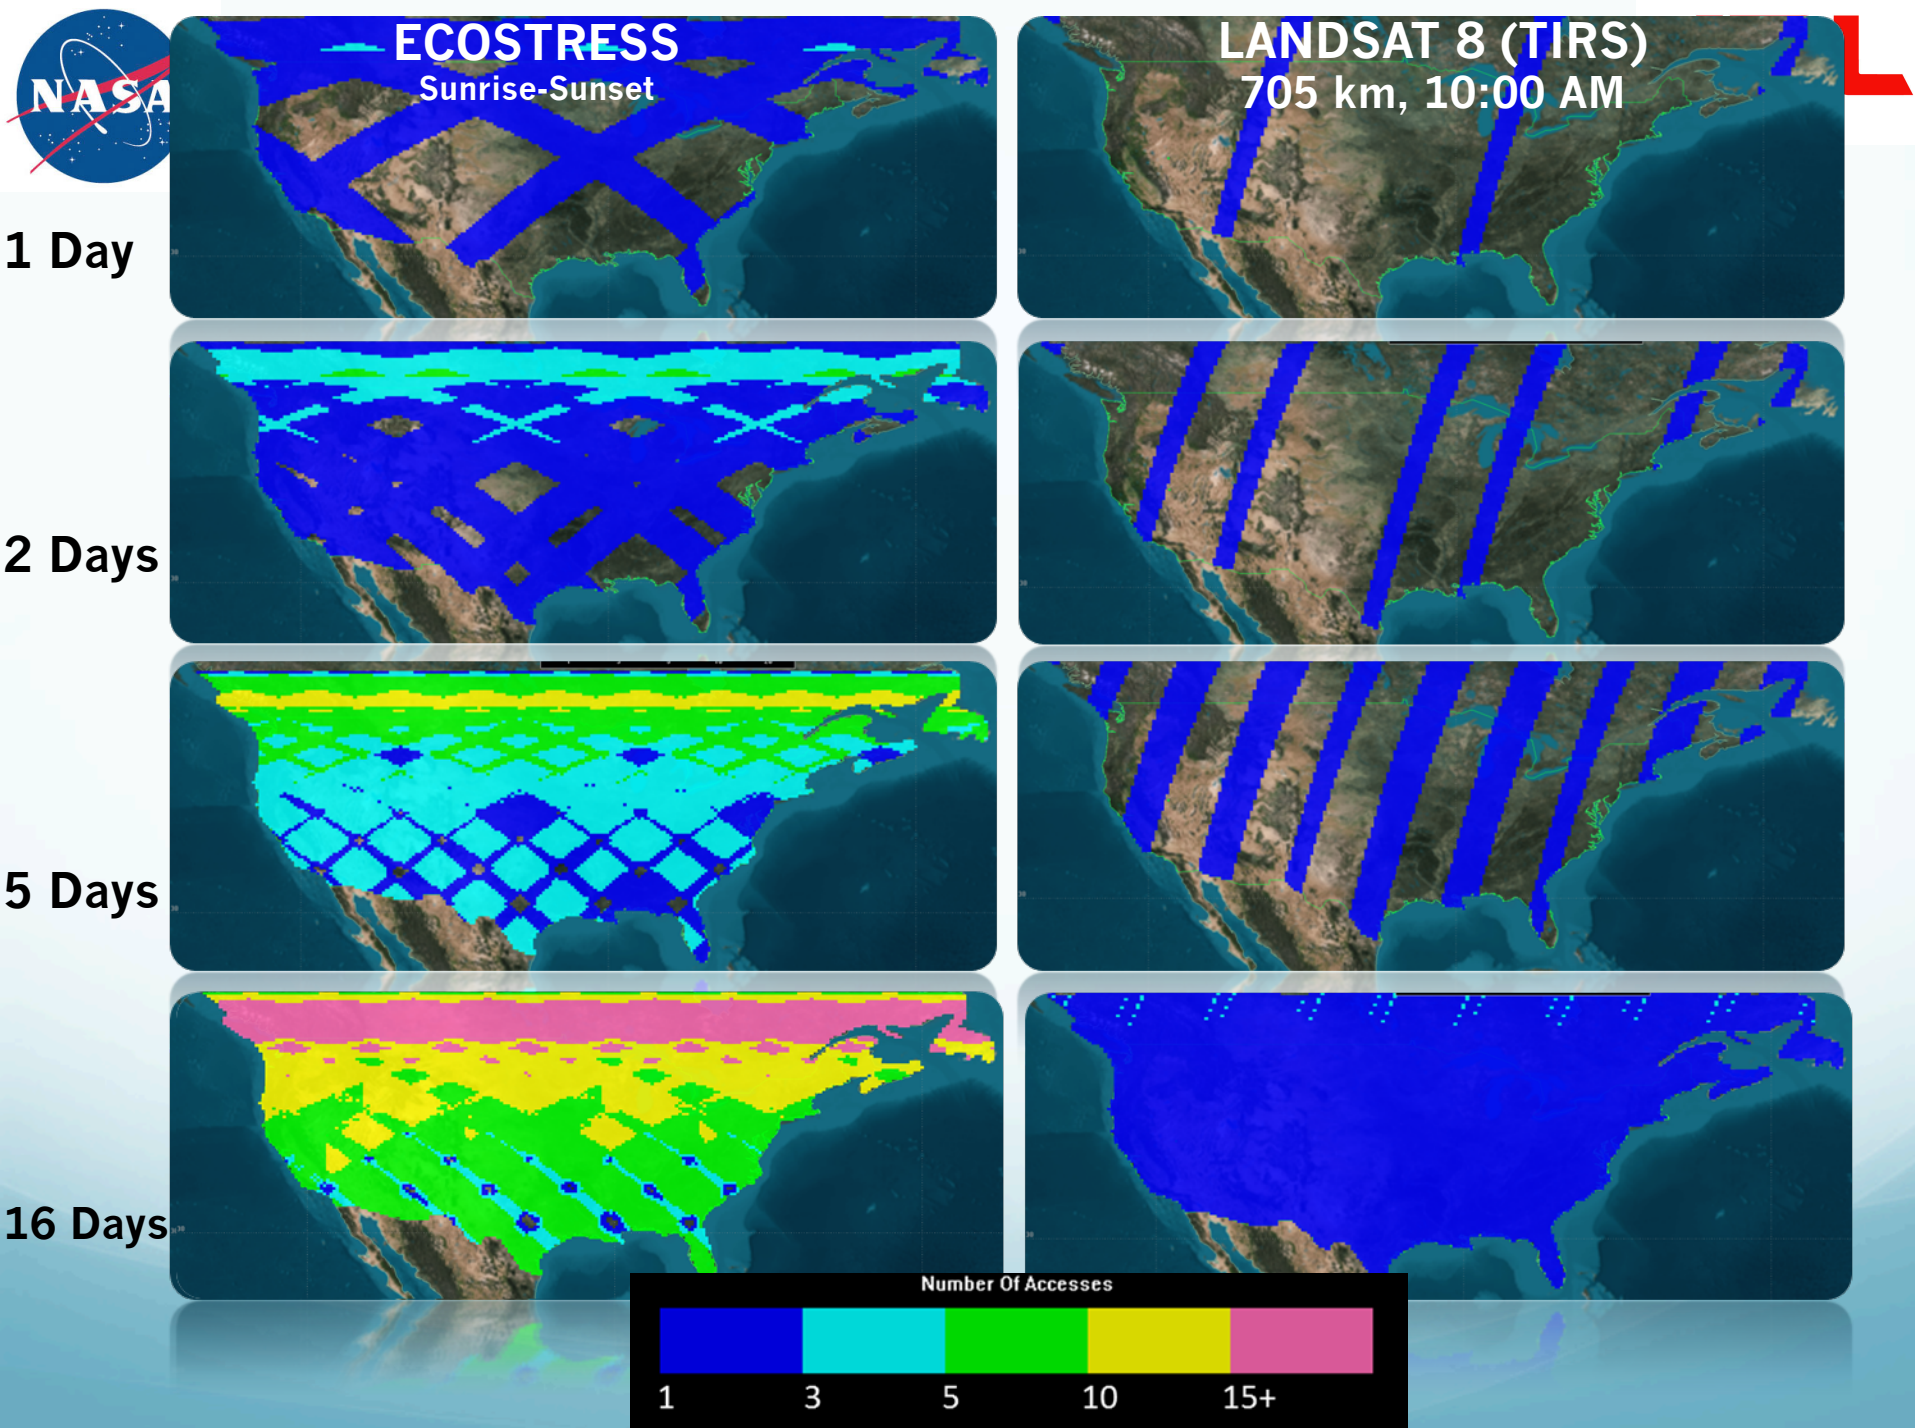 NASA
ECOSTRESS
Sunrise-Sunset
LANDSAT 8 (TIRS)
705 km, 10:00 AM
L
1 Day
2 Days
5 Days
16 Days
Number Of Accesses
1 3 5 10 15+